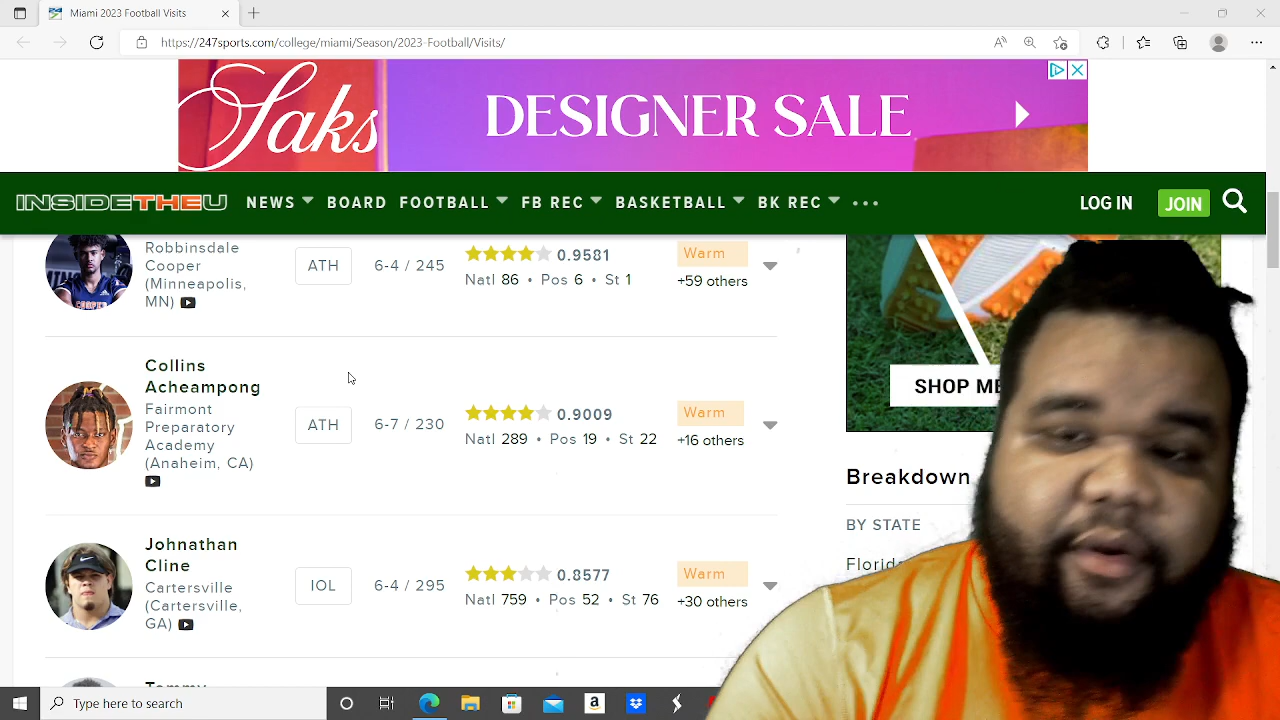 Miami 2023 Football Visits
https://247sports.com/college/miami/Season/2023-Football/Visits/
Saks
DESIGNER SALE
INSIDETHEU NEWS BOARD FOOTBALL FB REC BASKETBALL BK REC LOG IN JOIN
Robbinsdale
Cooper
(Minneapolis,
MN)
ATH
6-4 / 245
0.9581
Natl 86 • Pos 6 • St 1
Warm
+59 others
Collins
Acheampong
Fairmont
Preparatory
Academy
(Anaheim, CA)
ATH
6-7 / 230
0.9009
Natl 289 • Pos 19 • St 22
Warm
+16 others
Johnathan
Cline
Cartersville
(Cartersville,
GA)
IOL
6-4 / 295
0.8577
Natl 759 • Pos 52 • St 76
Warm
+30 others
SHOP ME
Breakdown
BY STATE
Florida
Type here to search